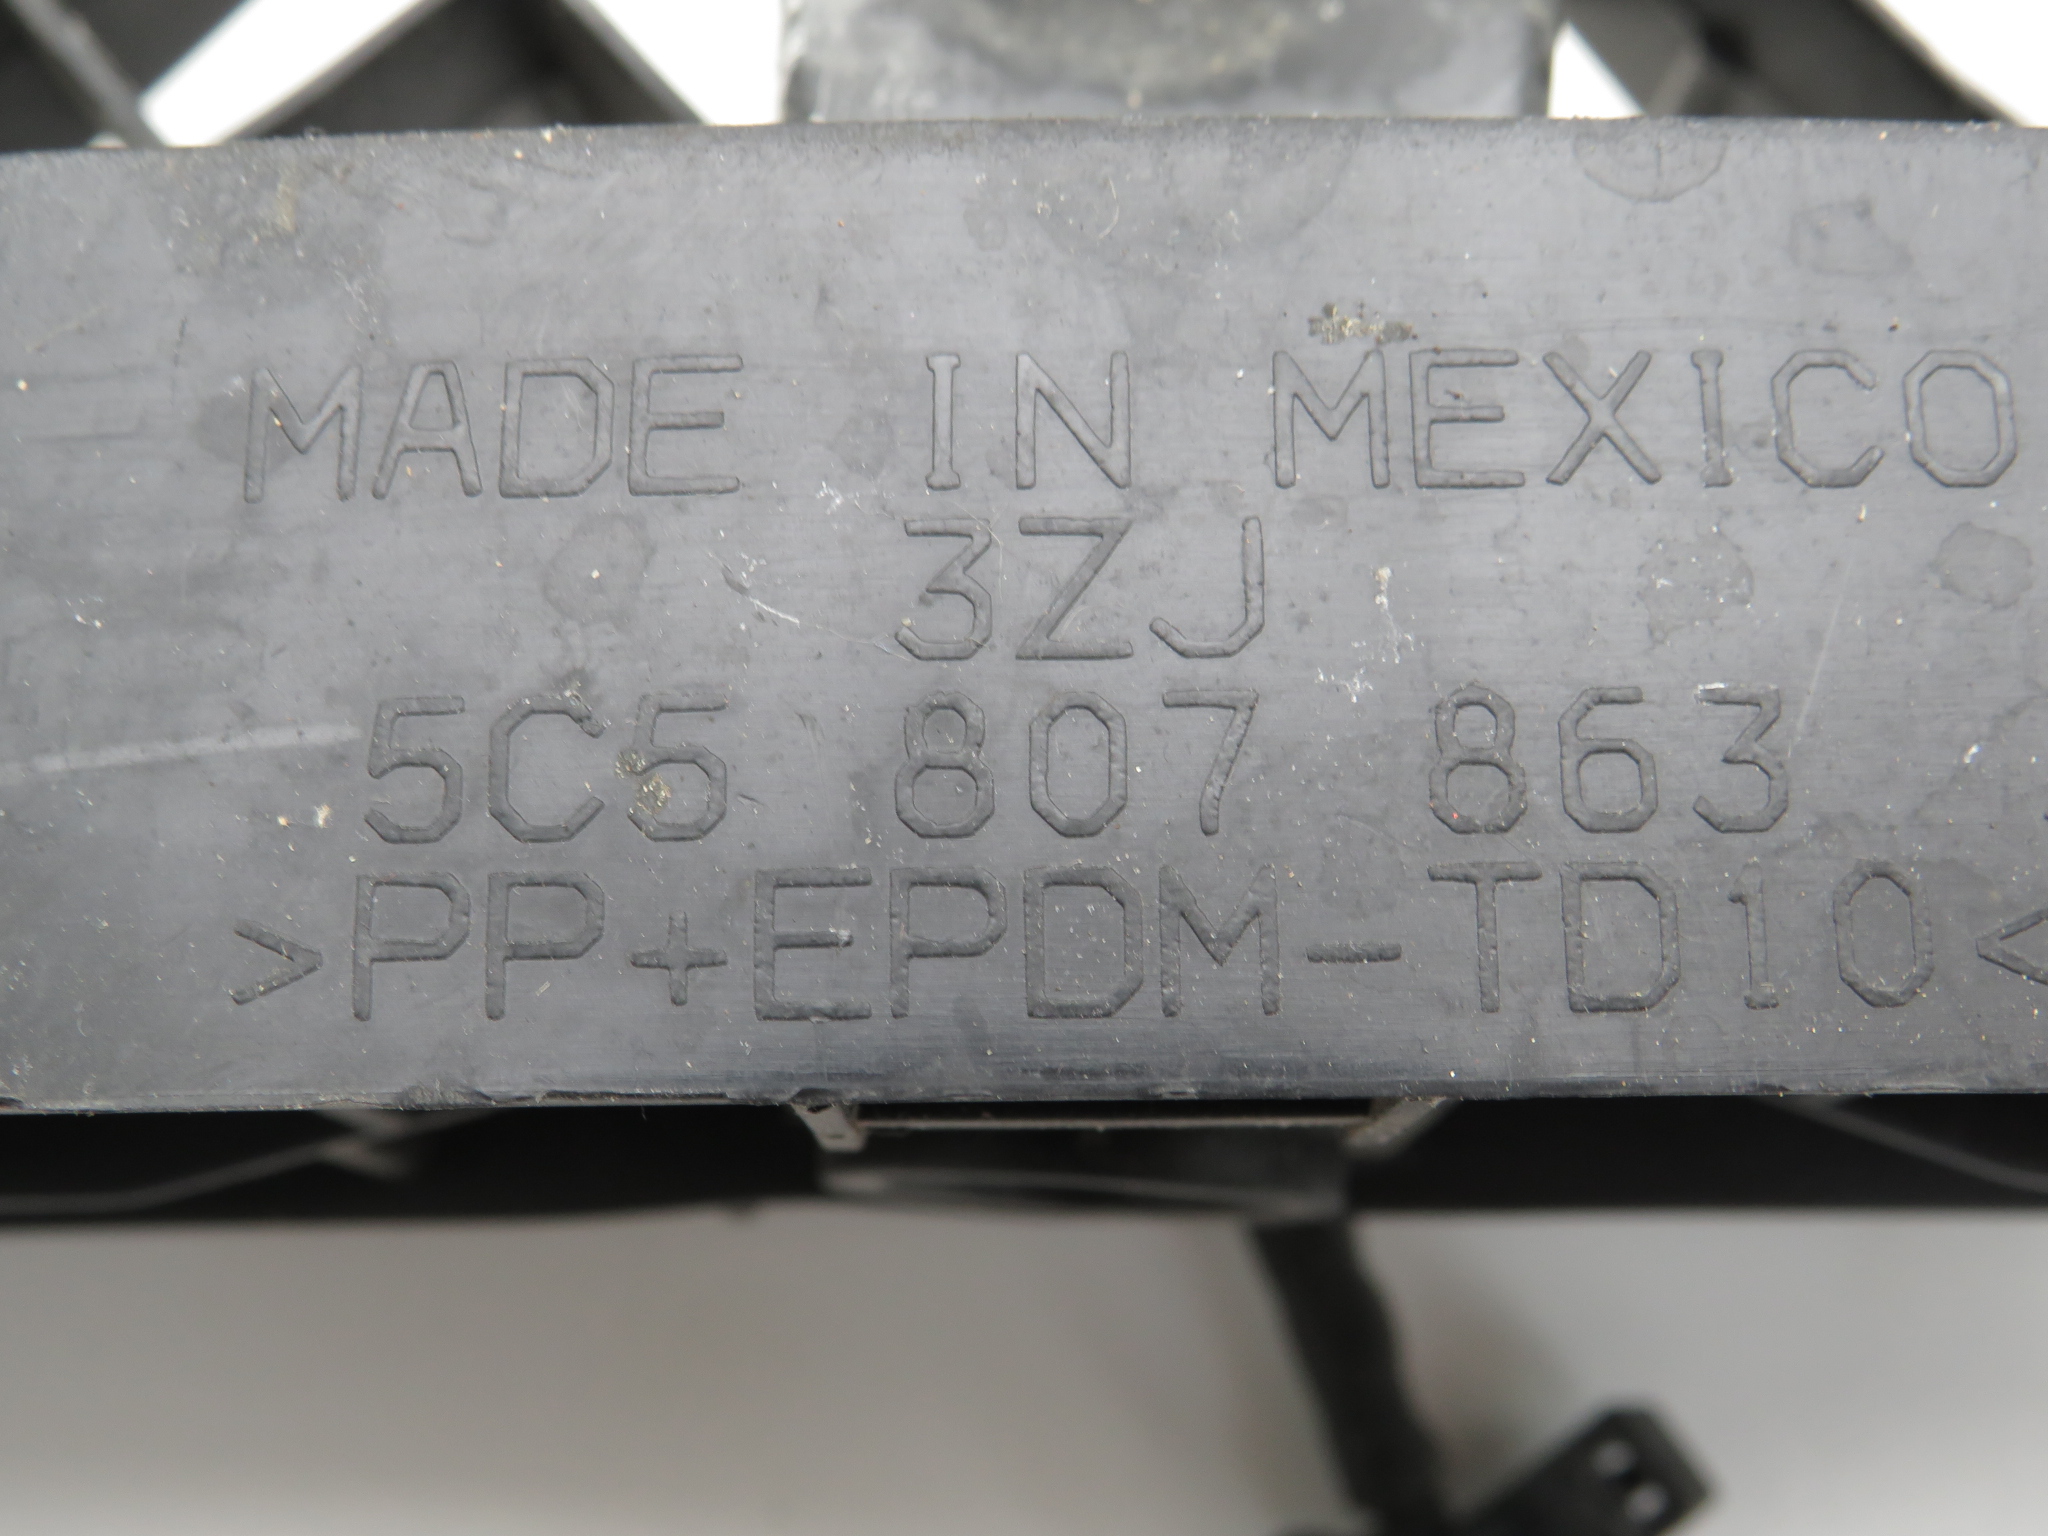 MADE IN MEXICO
3ZJ
5C5 807 863
>PP+EPDM-TD10<